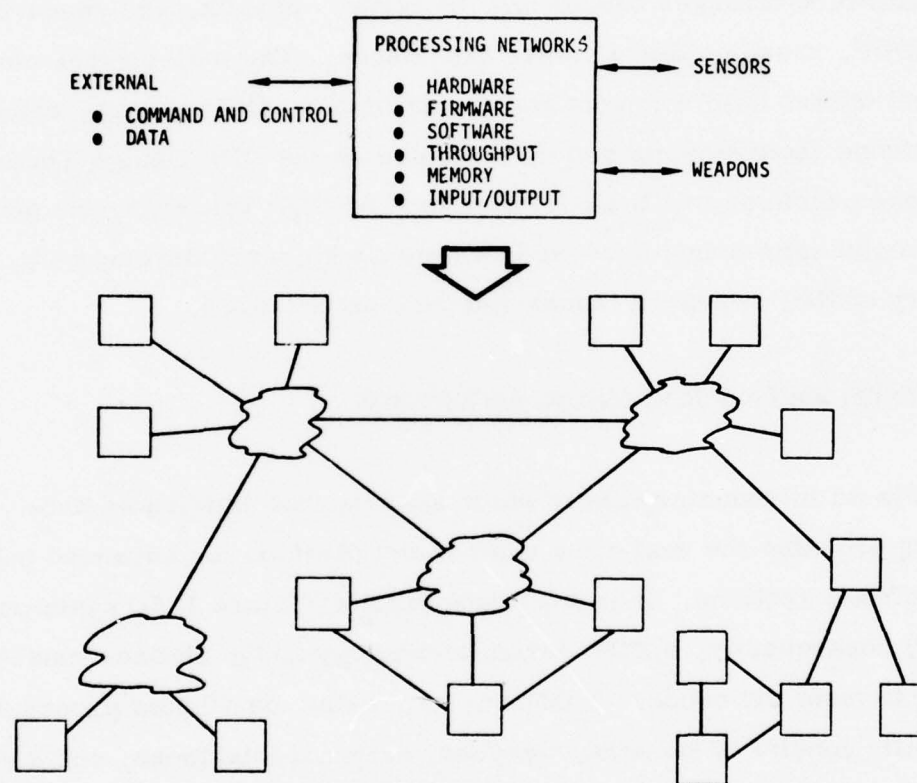 PROCESSING NETWORKS
EXTERNAL
● COMMAND AND CONTROL
● DATA
● HARDWARE
● FIRMWARE
● SOFTWARE
● THROUGHPUT
● MEMORY
● INPUT/OUTPUT
SENSORS
WEAPONS